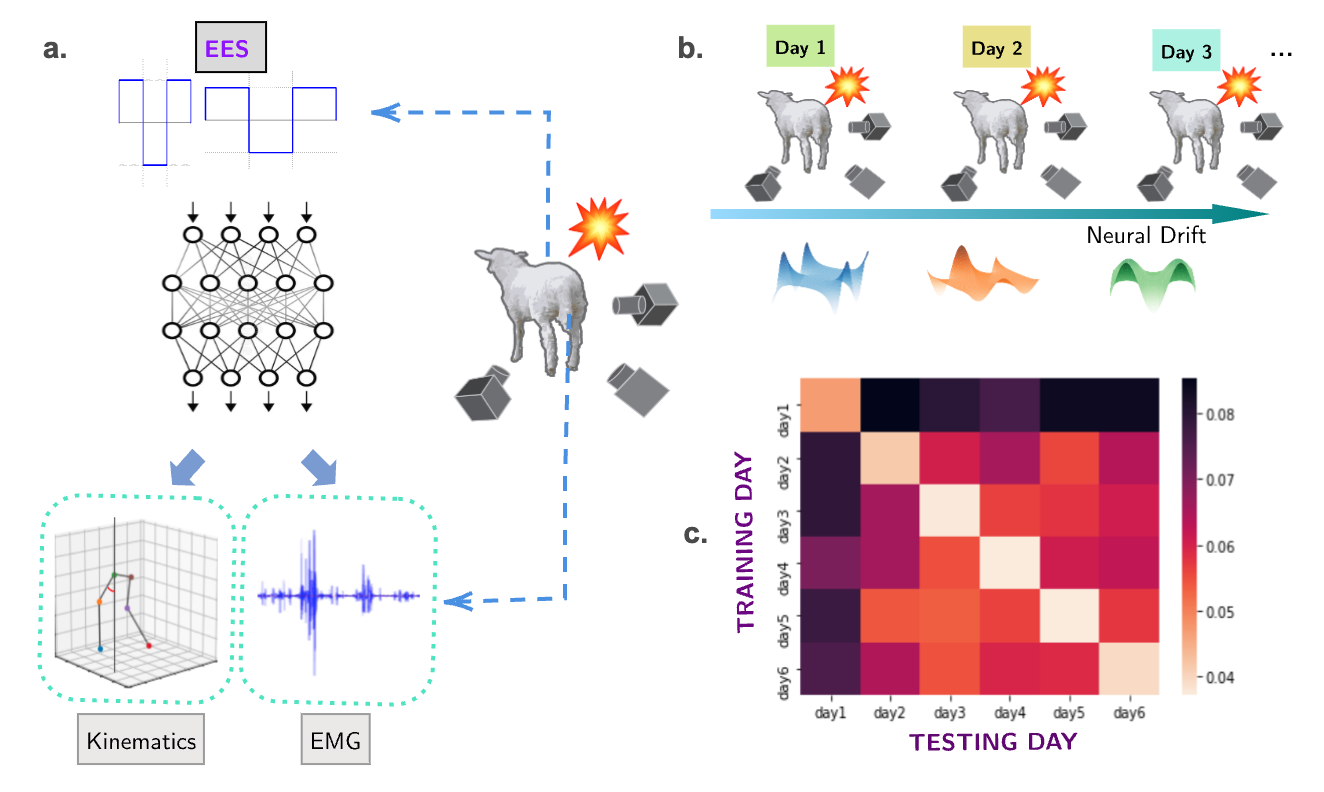 a.
EES
Kinematics
EMG
b.
Day 1
Day 2
Day 3
...
Neural Drift
c.
TRAINING DAY
day1
day2
day3
day4
day5
day6
day1
day2
day3
day4
day5
day6
TESTING DAY
0.08
0.07
0.06
0.05
0.04